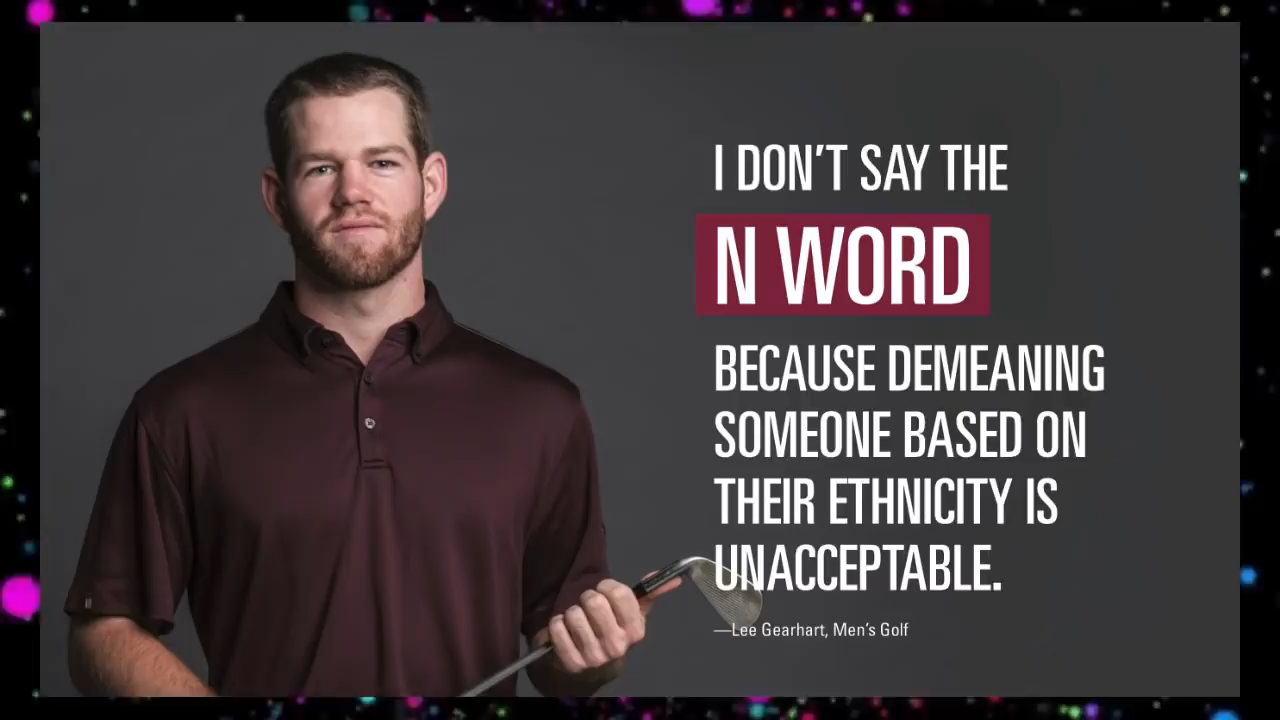 I DON'T SAY THE
N WORD
BECAUSE DEMEANING
SOMEONE BASED ON
THEIR ETHNICITY IS
UNACCEPTABLE.
—Lee Gearhart, Men's Golf